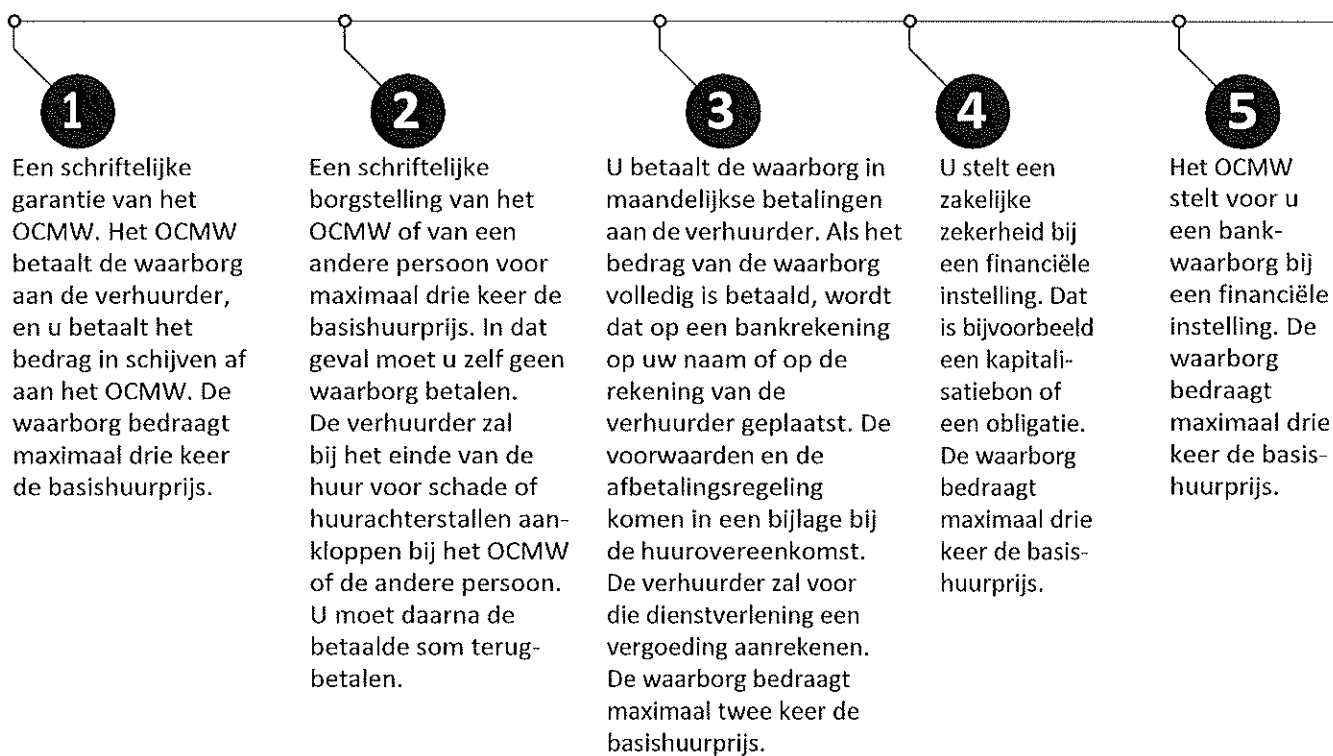 1
Een schriftelijke
garantie van het
OCMW. Het OCMW
betaalt de waarborg
aan de verhuurder,
en u betaalt het
bedrag in schijven af
aan het OCMW. De
waarborg bedraagt
maximaal drie keer
de basishuurprijs.
2
Een schriftelijke
borgstelling van het
OCMW of van een
andere persoon voor
maximaal drie keer de
basishuurprijs. In dat
geval moet u zelf geen
waarborg betalen.
De verhuurder zal
bij het einde van de
huur voor schade of
huurachterstallen aan-
kloppen bij het OCMW
of de andere persoon.
U moet daarna de
betaalde som terug-
betalen.
3
U betaalt de waarborg in
maandelijkse betalingen
aan de verhuurder. Als het
bedrag van de waarborg
volledig is betaald, wordt
dat op een bankrekening
op uw naam of op de
rekening van de
verhuurder geplaatst. De
voorwaarden en de
afbetalingsregeling
komen in een bijlage bij
de huurovereenkomst.
De verhuurder zal voor
die dienstverlening een
vergoeding aanrekenen.
De waarborg bedraagt
maximaal twee keer de
basishuurprijs.
4
U stelt een
zakelijke
zekerheid bij
een financiële
instelling. Dat
is bijvoorbeeld
een kapitali-
satiebon of
een obligatie.
De waarborg
bedraagt
maximaal drie
keer de basis-
huurprijs.
5
Het OCMW
stelt voor u
een bank-
waarborg bij
een financiële
instelling. De
waarborg
bedraagt
maximaal drie
keer de basis-
huurprijs.